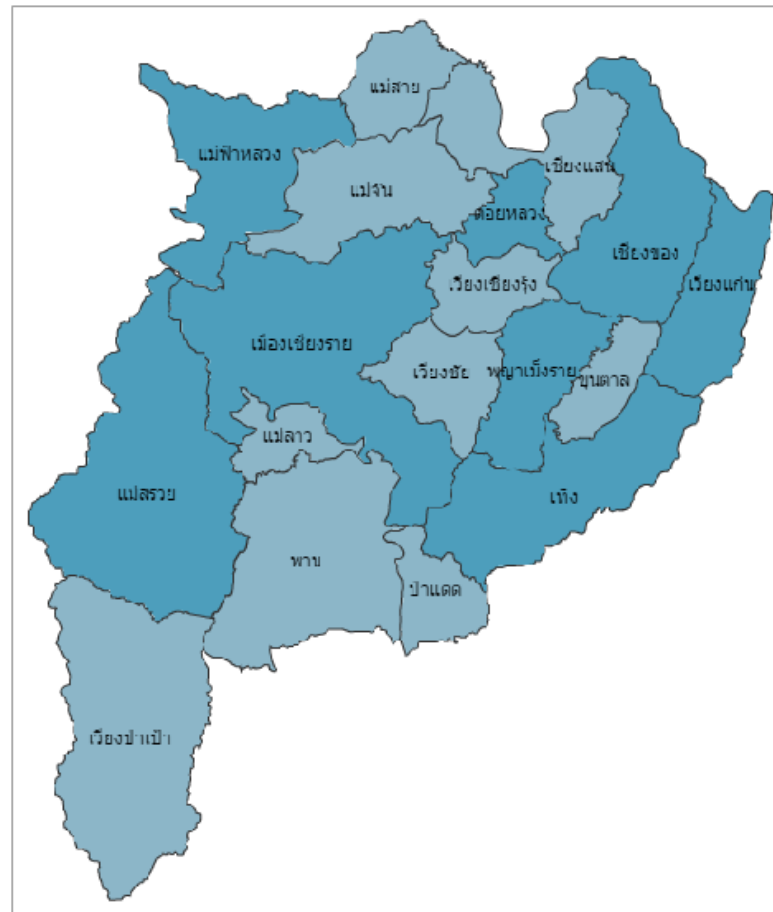 แม่สาย
แม่ฟ้าหลวง
เชียงแสน
แม่จัน
ดอยหลวง
เชียงของ
เวียงเชียงรุ้ง
เวียงแก่น
เมืองเชียงราย
เวียงชัย
พญาเม็งราย
ขุนตาล
แม่ลาว
แม่สรวย
เทิง
พาน
ป่าแดด
เวียงป่าเป้า